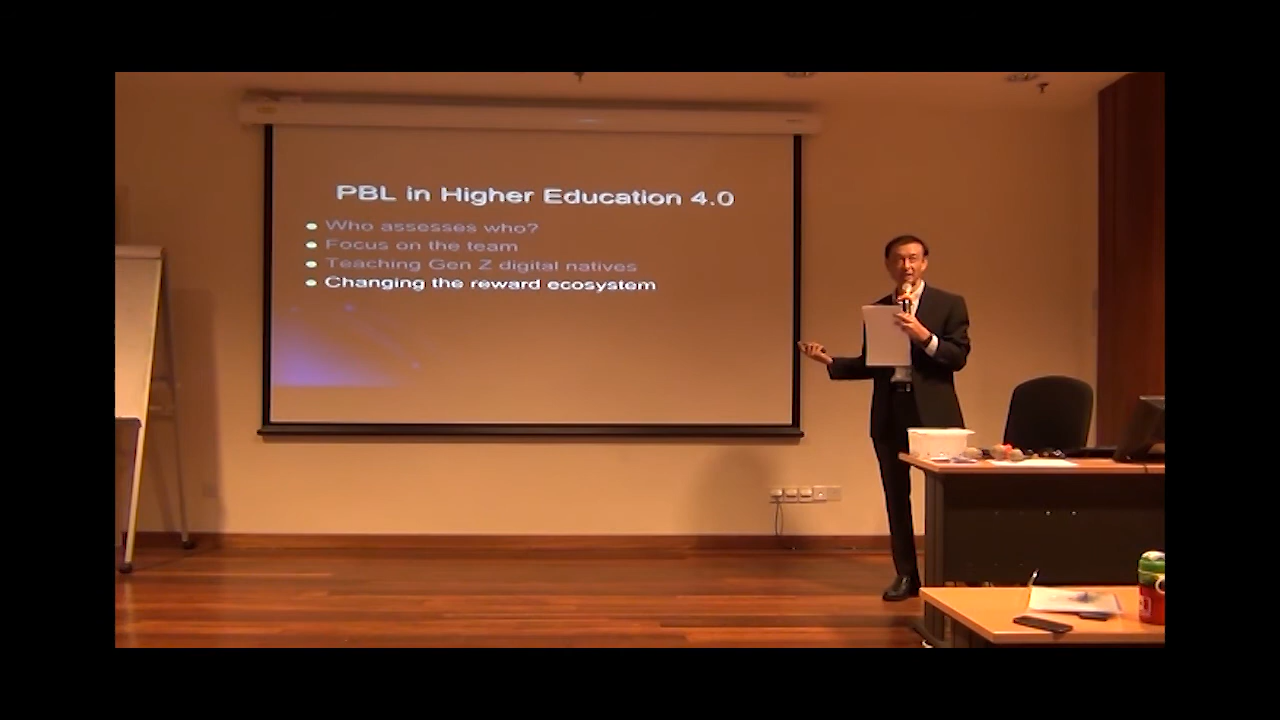 PBL in Higher Education 4.0
Who assesses who?
Focus on the team
Teaching Gen Z digital natives
Changing the reward ecosystem